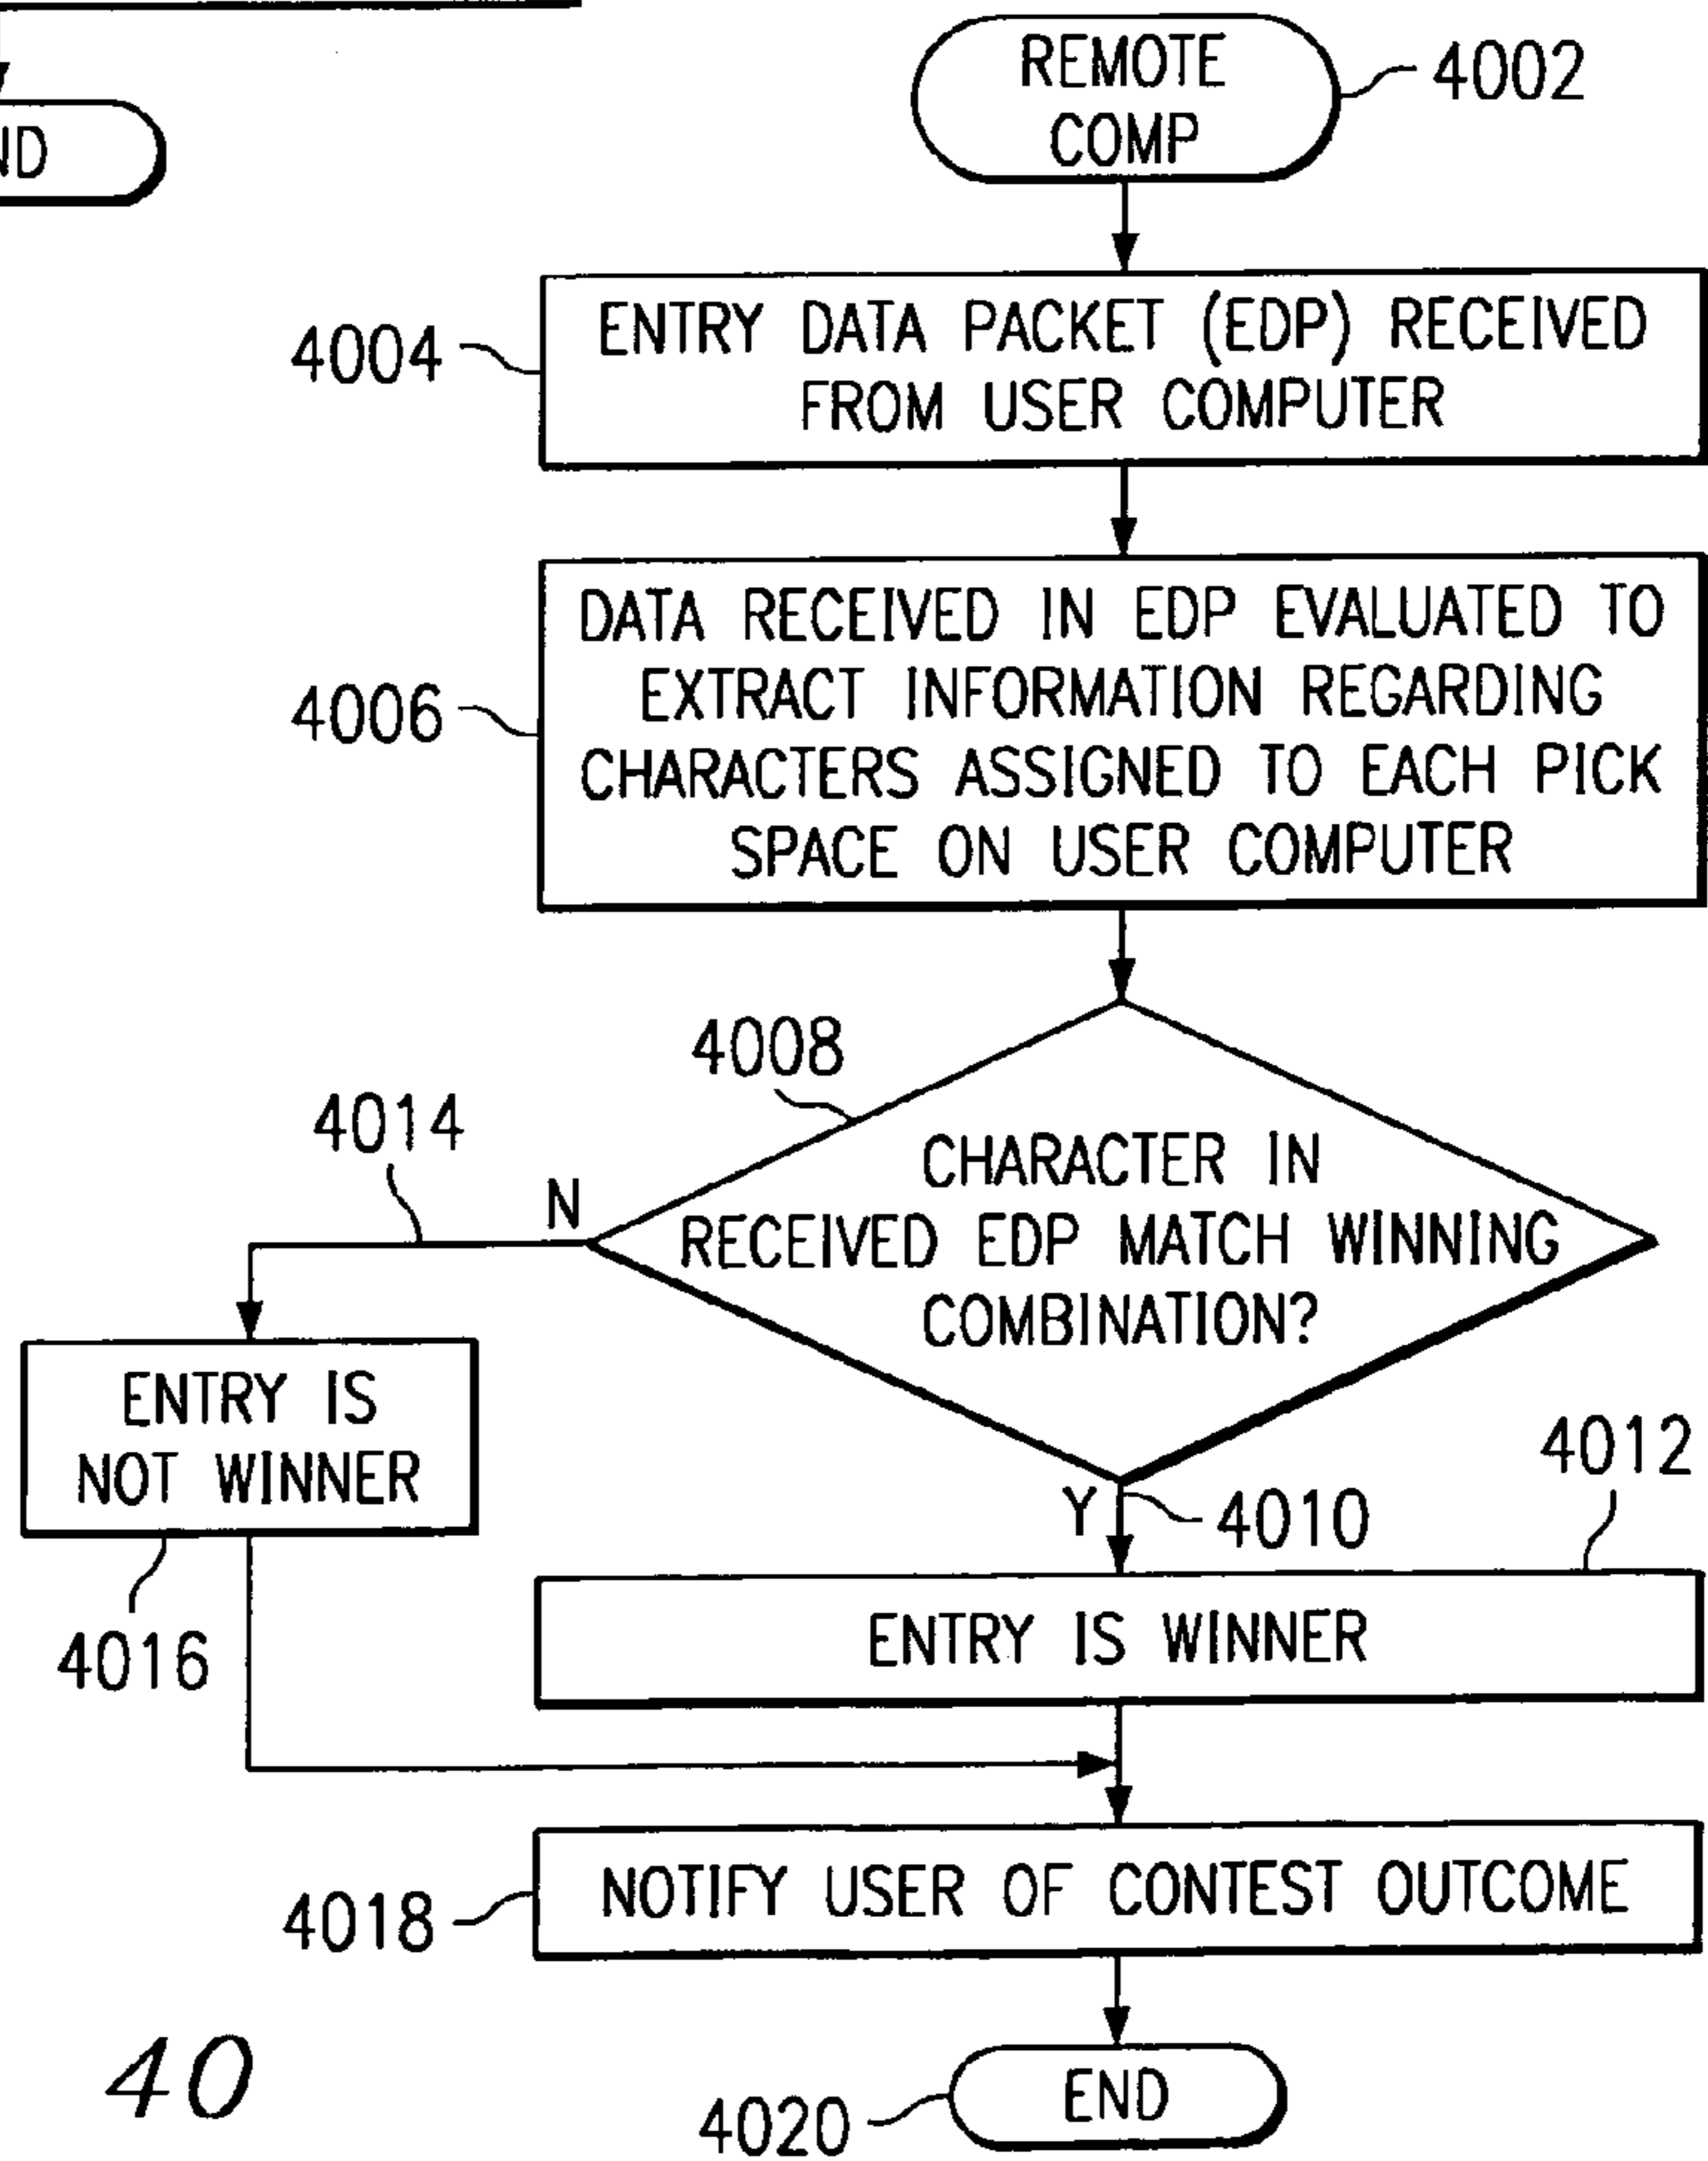 ND
REMOTE
COMP
4002
4004
ENTRY DATA PACKET (EDP) RECEIVED
FROM USER COMPUTER
4006
DATA RECEIVED IN EDP EVALUATED TO
EXTRACT INFORMATION REGARDING
CHARACTERS ASSIGNED TO EACH PICK
SPACE ON USER COMPUTER
4008
4014
N
CHARACTER IN
RECEIVED EDP MATCH WINNING
COMBINATION?
ENTRY IS
NOT WINNER
4016
Y
4010
4012
ENTRY IS WINNER
4018
NOTIFY USER OF CONTEST OUTCOME
40
4020
END